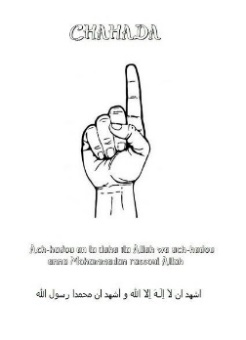 CHAHADA
Ach-hadou an la ilaha illa Allah wa ach-hadou
anna Mohammadan rassoul Allah
اشهد ان لا إله إلا الله و أشهد ان محمدا رسول الله